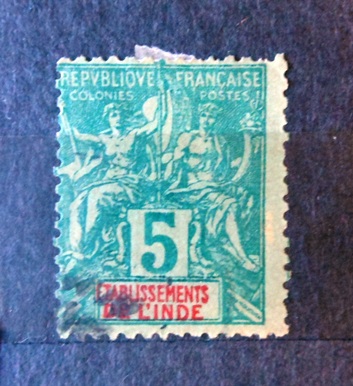 REPVBLIQVE FRANÇAISE
COLONIES POSTES
5
ETABLISSEMENTS
DE L'INDE